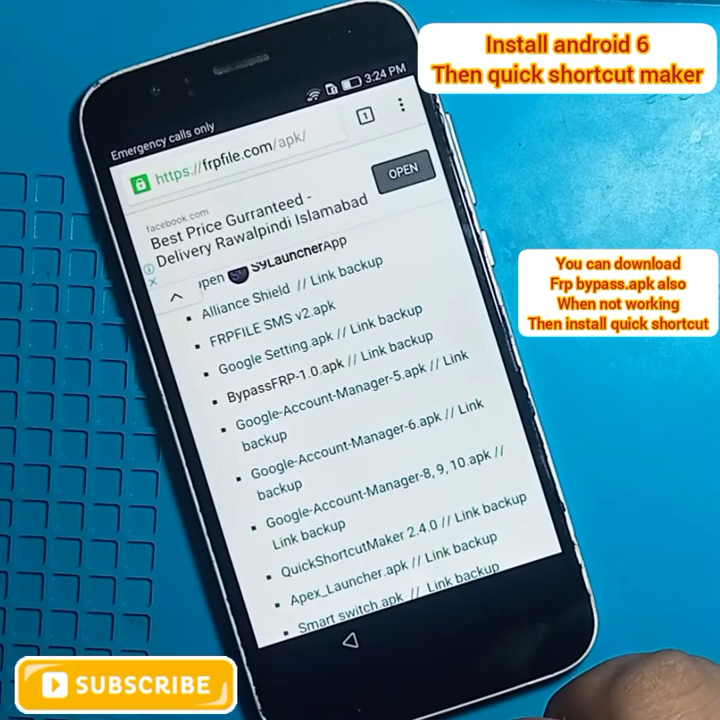 Install android 6
Then quick shortcut maker
3:24 PM
Emergency calls only
1
https://frpfile.com/apk/
facebook.com
Best Price Gurranteed -
Delivery Rawalpindi Islamabad
OPEN
S9LauncherApp
Alliance Shield // Link backup
FRPFILE SMS v2.apk
Google Setting.apk // Link backup
BypassFRP-1.0.apk // Link backup
Google-Account-Manager-5.apk // Link
backup
Google-Account-Manager-6.apk // Link
backup
Google-Account-Manager-8, 9, 10.apk //
Link backup
QuickShortcutMaker 2.4.0 // Link backup
Apex_Launcher.apk // Link backup
Smart switch.apk // Link backup
You can download
Frp bypass.apk also
When not working
Then install quick shortcut
SUBSCRIBE